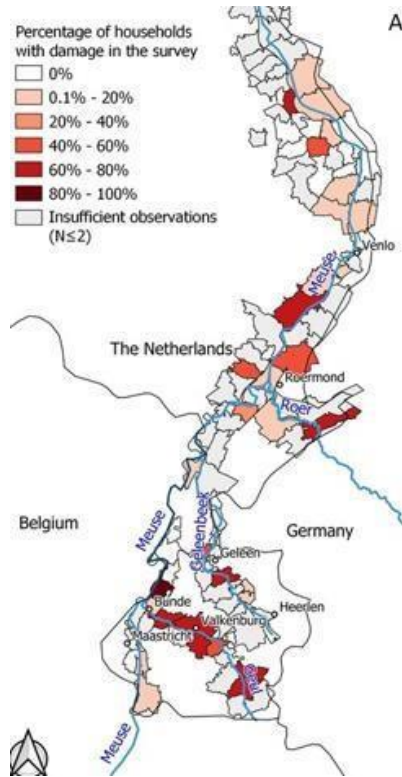 Percentage of households
with damage in the survey
0%
0.1% - 20%
20% - 40%
40% - 60%
60% - 80%
80% - 100%
Insufficient observations
(N≤2)
A
Venlo
Meuse
The Netherlands
Roermond
Roer
Belgium
Meuse
Geleenbeek
Germany
Geleen
Bunde
Heerlen
Valkenburg
Maastricht
Geul
Meuse